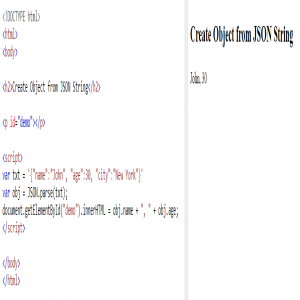 <!DOCTYPE html>
<html>
<body>
<h2>Create Object from JSON String</h2>
<p id="demo"></p>
<script>
var txt = '{"name":"John", "age":30, "city":"New York"}'
var obj = JSON.parse(txt);
document.getElementById("demo").innerHTML = obj.name + ", " + obj.age;
</script>
</body>
</html>
Create Object from JSON String
John, 30